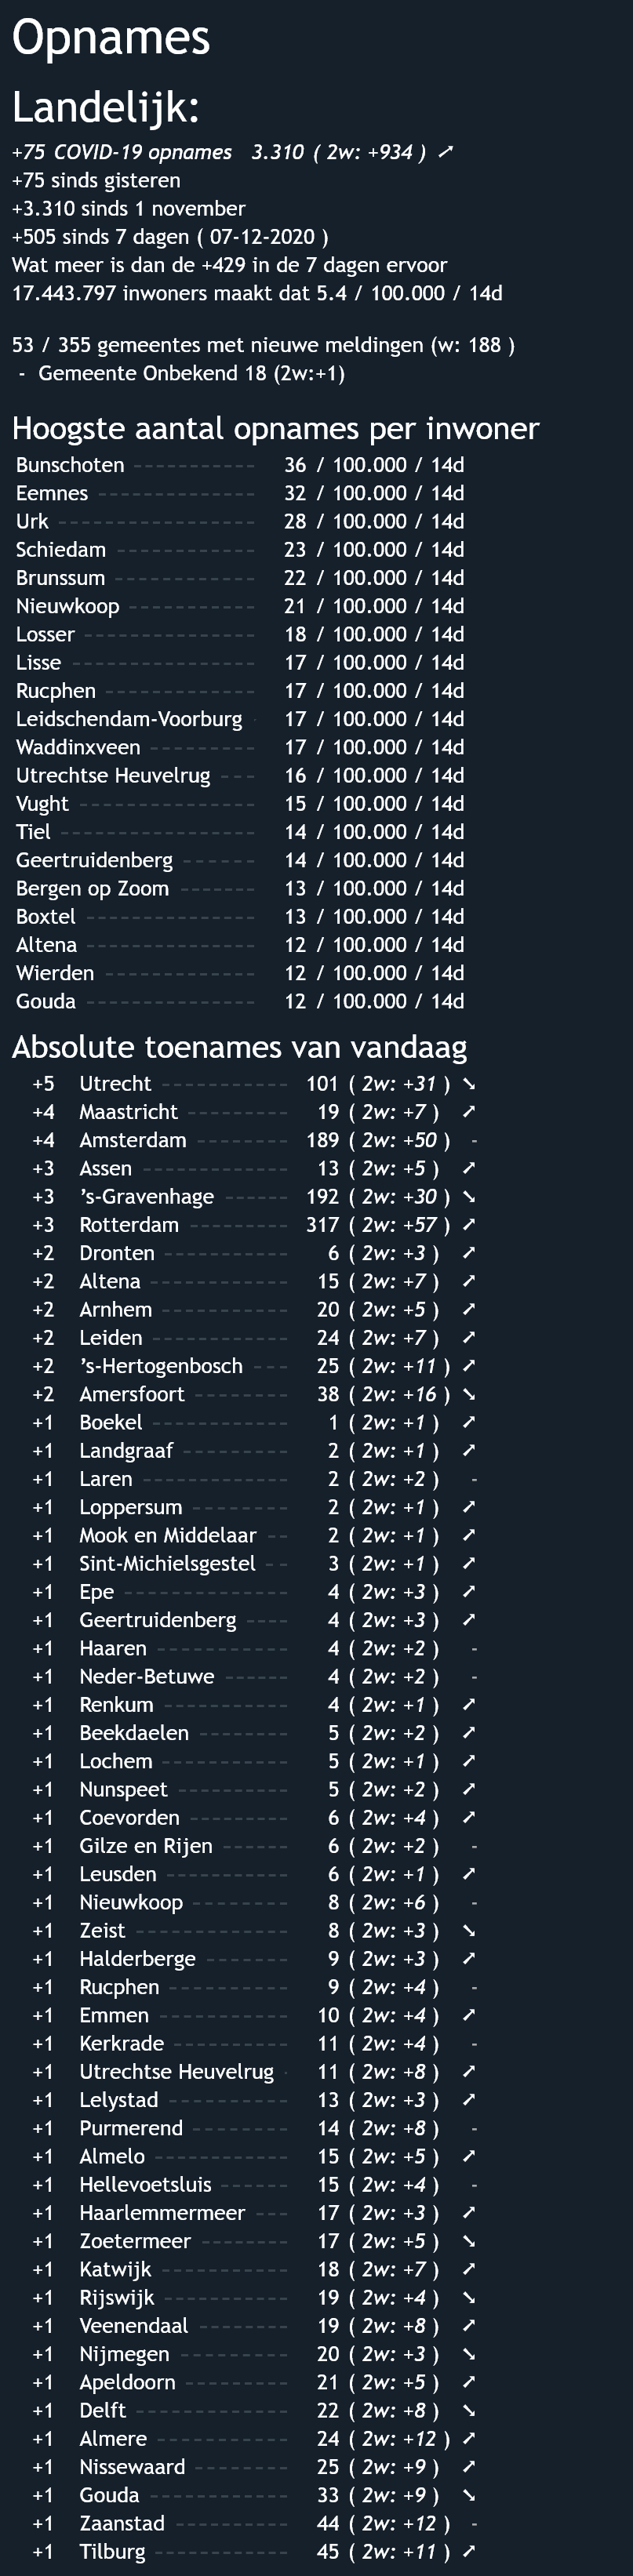 Opnames
Landelijk:
+75 COVID-19 opnames 3.310 ( 2w: +934 ) ➚
+75 sinds gisteren
+3.310 sinds 1 november
+505 sinds 7 dagen ( 07-12-2020 )
Wat meer is dan de +429 in de 7 dagen ervoor
17.443.797 inwoners maakt dat 5.4 / 100.000 / 14d
53 / 355 gemeentes met nieuwe meldingen (w: 188 )
- Gemeente Onbekend 18 (2w:+1)
Hoogste aantal opnames per inwoner
Bunschoten ----------- 36 / 100.000 / 14d
Eemnes --------------- 32 / 100.000 / 14d
Urk ------------------ 28 / 100.000 / 14d
Schiedam ------------ 23 / 100.000 / 14d
Brunssum ------------ 22 / 100.000 / 14d
Nieuwkoop ----------- 21 / 100.000 / 14d
Losser --------------- 18 / 100.000 / 14d
Lisse ---------------- 17 / 100.000 / 14d
Rucphen ------------- 17 / 100.000 / 14d
Leidschendam-Voorburg - 17 / 100.000 / 14d
Waddinxveen --------- 17 / 100.000 / 14d
Utrechtse Heuvelrug --- 16 / 100.000 / 14d
Vught --------------- 15 / 100.000 / 14d
Tiel ----------------- 14 / 100.000 / 14d
Geertruidenberg ------ 14 / 100.000 / 14d
Bergen op Zoom ------ 13 / 100.000 / 14d
Boxtel --------------- 13 / 100.000 / 14d
Altena --------------- 12 / 100.000 / 14d
Wierden ------------- 12 / 100.000 / 14d
Gouda --------------- 12 / 100.000 / 14d
Absolute toenames van vandaag
+5 Utrecht ----------- 101 ( 2w: +31 ) ➘
+4 Maastricht --------- 19 ( 2w: +7 ) ➚
+4 Amsterdam -------- 189 ( 2w: +50 ) -
+3 Assen ------------- 13 ( 2w: +5 ) ➚
+3 ’s-Gravenhage ------ 192 ( 2w: +30 ) ➘
+3 Rotterdam --------- 317 ( 2w: +57 ) ➚
+2 Dronten ----------- 6 ( 2w: +3 ) ➚
+2 Altena ------------ 15 ( 2w: +7 ) ➚
+2 Arnhem ----------- 20 ( 2w: +5 ) ➚
+2 Leiden ------------ 24 ( 2w: +7 ) ➚
+2 ’s-Hertogenbosch --- 25 ( 2w: +11 ) ➚
+2 Amersfoort -------- 38 ( 2w: +16 ) ➘
+1 Boekel ------------ 1 ( 2w: +1 ) ➚
+1 Landgraaf --------- 2 ( 2w: +1 ) ➚
+1 Laren ------------- 2 ( 2w: +2 ) -
+1 Loppersum -------- 2 ( 2w: +1 ) ➚
+1 Mook en Middelaar -- 2 ( 2w: +1 ) ➚
+1 Sint-Michielsgestel -- 3 ( 2w: +1 ) ➚
+1 Epe -------------- 4 ( 2w: +3 ) ➚
+1 Geertruidenberg ---- 4 ( 2w: +3 ) ➚
+1 Haaren ----------- 4 ( 2w: +2 ) -
+1 Neder-Betuwe ------ 4 ( 2w: +2 ) -
+1 Renkum ----------- 4 ( 2w: +1 ) ➚
+1 Beekdaelen -------- 5 ( 2w: +2 ) ➚
+1 Lochem ----------- 5 ( 2w: +1 ) ➚
+1 Nunspeet --------- 5 ( 2w: +2 ) ➚
+1 Coevorden --------- 6 ( 2w: +4 ) ➚
+1 Gilze en Rijen ------ 6 ( 2w: +2 ) -
+1 Leusden ---------- 6 ( 2w: +1 ) ➚
+1 Nieuwkoop -------- 8 ( 2w: +6 ) -
+1 Zeist ------------- 8 ( 2w: +3 ) ➘
+1 Halderberge -------- 9 ( 2w: +3 ) ➚
+1 Rucphen ---------- 9 ( 2w: +4 ) -
+1 Emmen ----------- 10 ( 2w: +4 ) ➚
+1 Kerkrade ---------- 11 ( 2w: +4 ) -
+1 Utrechtse Heuvelrug - 11 ( 2w: +8 ) ➚
+1 Lelystad ---------- 13 ( 2w: +3 ) ➚
+1 Purmerend -------- 14 ( 2w: +8 ) -
+1 Almelo ------------ 15 ( 2w: +5 ) ➚
+1 Hellevoetsluis ------ 15 ( 2w: +4 ) -
+1 Haarlemmermeer --- 17 ( 2w: +3 ) ➚
+1 Zoetermeer -------- 17 ( 2w: +5 ) ➘
+1 Katwijk ----------- 18 ( 2w: +7 ) ➚
+1 Rijswijk ----------- 19 ( 2w: +4 ) ➘
+1 Veenendaal -------- 19 ( 2w: +8 ) ➚
+1 Nijmegen --------- 20 ( 2w: +3 ) ➘
+1 Apeldoorn --------- 21 ( 2w: +5 ) ➚
+1 Delft ------------- 22 ( 2w: +8 ) ➘
+1 Almere ----------- 24 ( 2w: +12 ) ➚
+1 Nissewaard -------- 25 ( 2w: +9 ) ➚
+1 Gouda ------------ 33 ( 2w: +9 ) ➘
+1 Zaanstad ---------- 44 ( 2w: +12 ) -
+1 Tilburg ----------- 45 ( 2w: +11 ) ➚